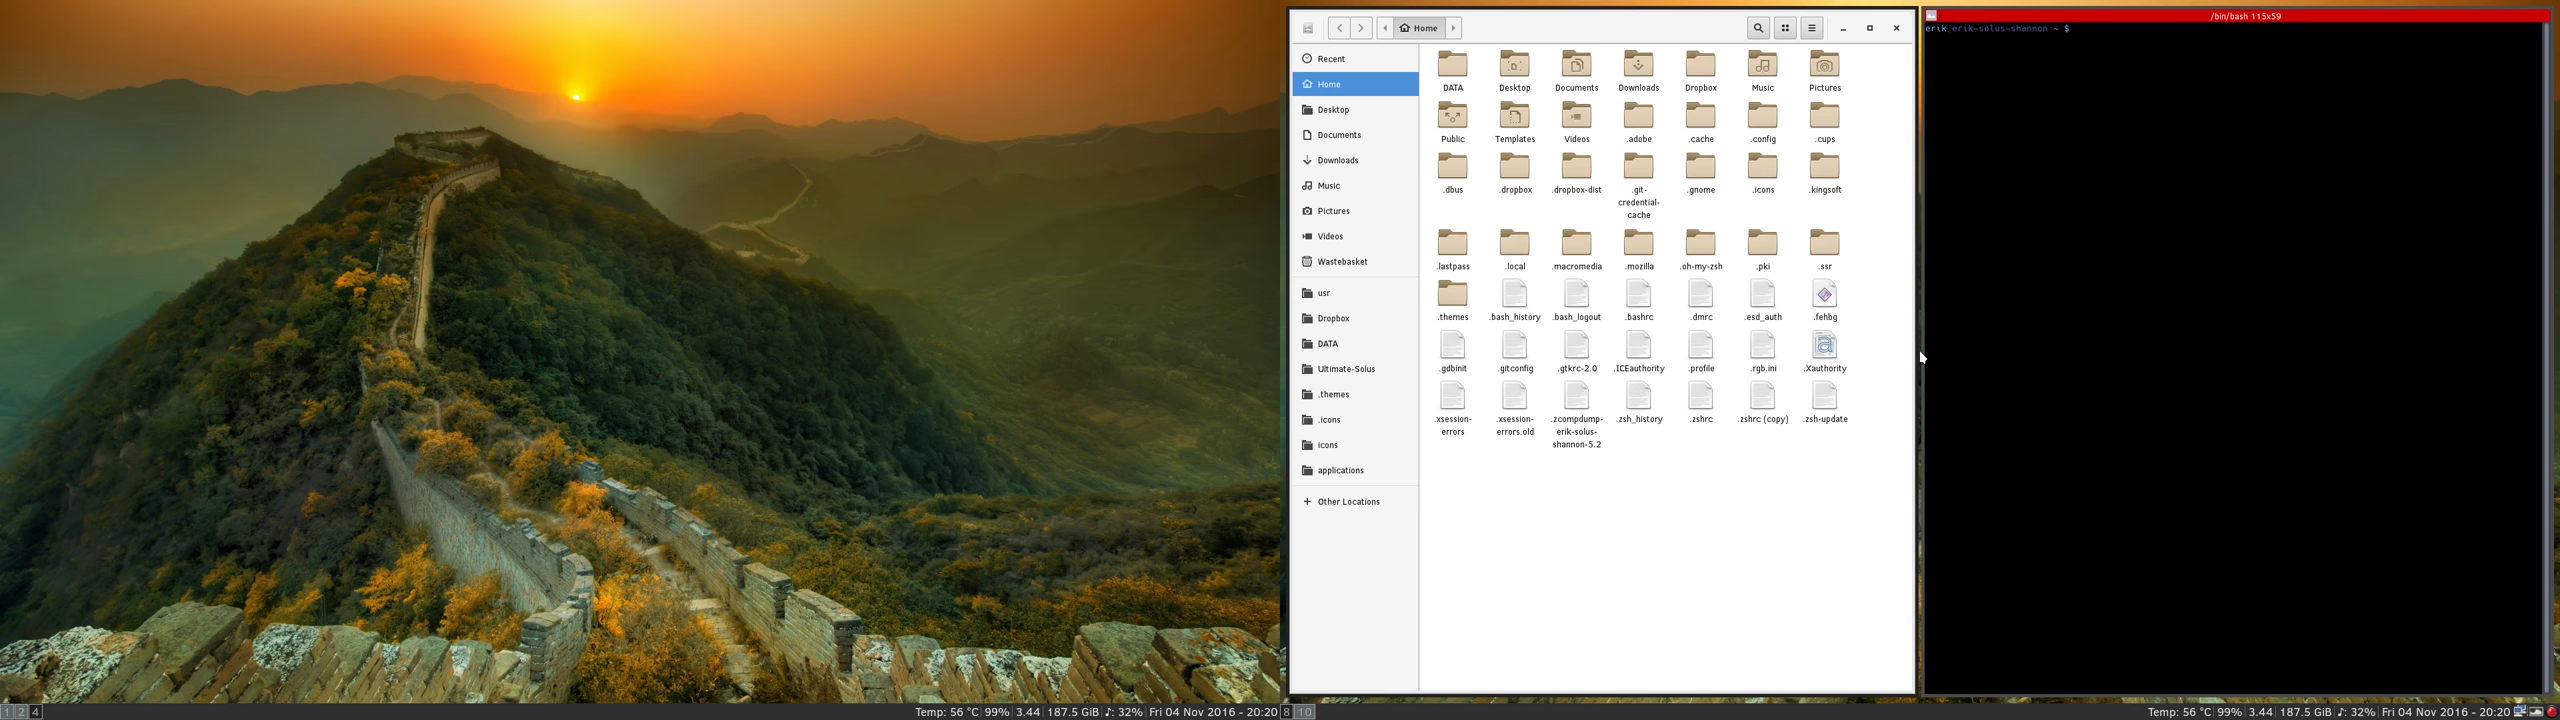 Home
/bin/bash 115x59
erik erik-solus-shannon ~ $
Recent
Home
Desktop
Documents
Downloads
Music
Pictures
Videos
Wastebasket
usr
Dropbox
DATA
Ultimate-Solus
.themes
.icons
icons
applications
Other Locations
DATA Desktop Documents Downloads Dropbox Music Pictures
Public Templates Videos .adobe .cache .config .cups
.dbus .dropbox .dropbox-dist .git- .gnome .icons .kingsoft
credential-
cache
.lastpass .local .macromedia .mozilla .oh-my-zsh .pki .ssr
.themes .bash_history .bash_logout .bashrc .dmrc .esd_auth .fehbg
.gdbinit .gitconfig .gtkrc-2.0 .ICEauthority .profile .rgb.ini .Xauthority
.xsession- .xsession- .zcompdump- .zsh_history .zshrc .zshrc (copy) .zsh-update
errors errors.old erik-solus-
shannon-5.2
1 2 4
Temp: 56 °C 99% 3.44 187.5 GiB ♪: 32% Fri 04 Nov 2016 - 20:20
8 10
Temp: 56 °C 99% 3.44 187.5 GiB ♪: 32% Fri 04 Nov 2016 - 20:20